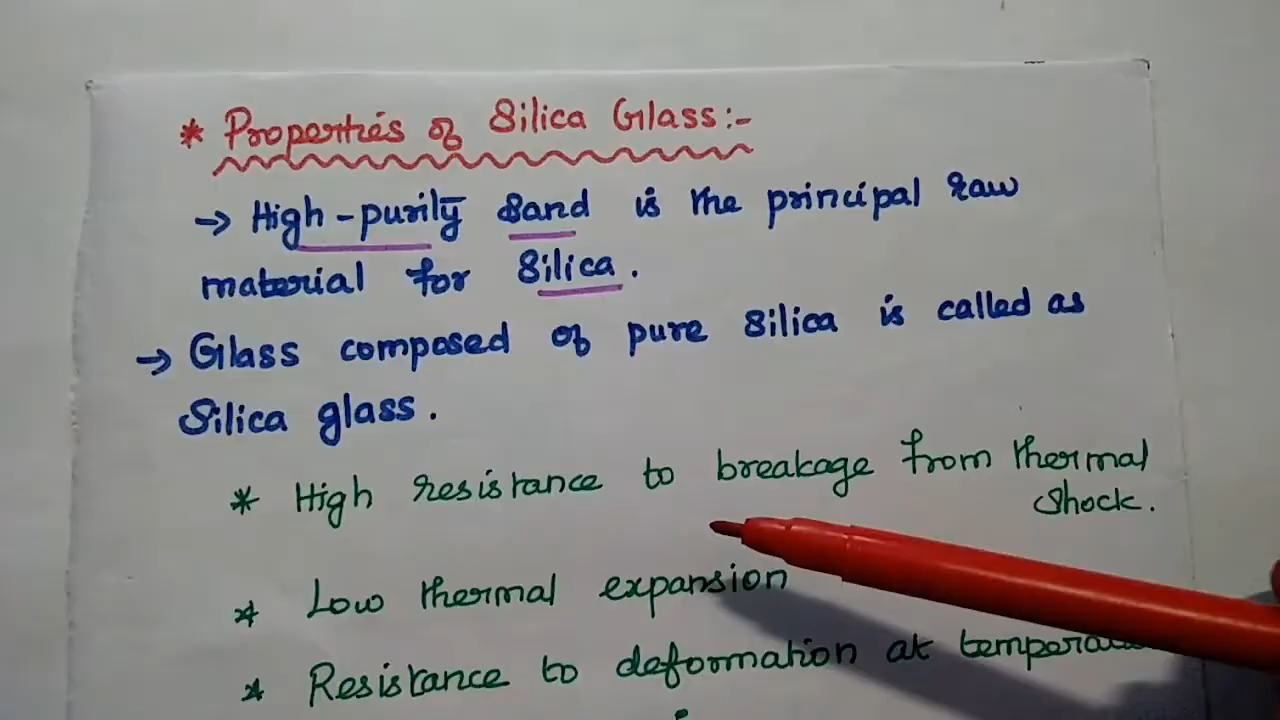 * Properties of Silica Glass:-
→ High-purity Sand is the principal raw
material for Silica.
→ Glass composed of pure silica is called as
Silica glass.
* High resistance to breakage from thermal
shock.
* Low thermal expansion
* Resistance to deformation at